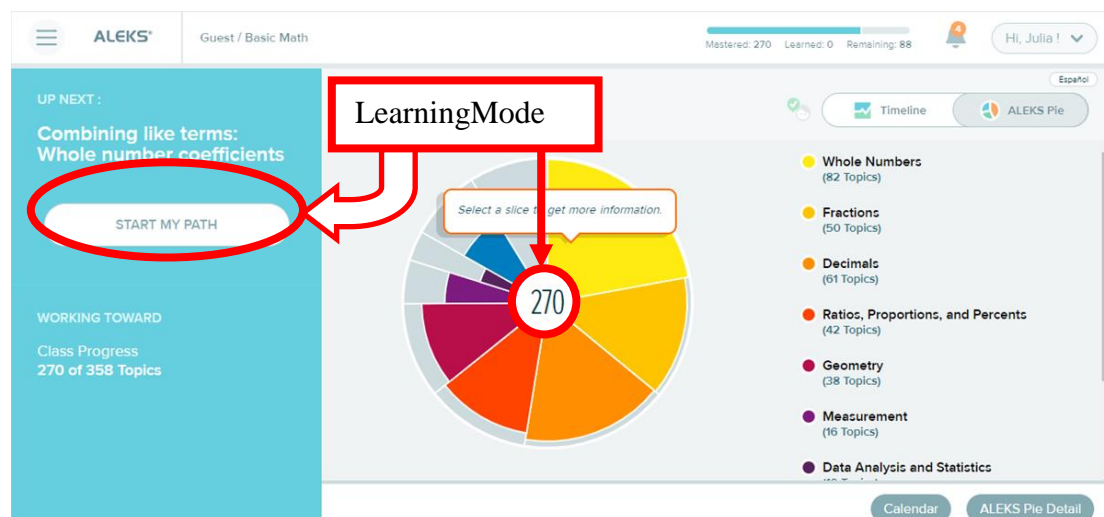 ALEKS®
Guest / Basic Math
Mastered: 270 Learned: 0 Remaining: 88
4
Hi, Julia !
Español
UP NEXT :
Combining like terms:
Whole number coefficients
START MY PATH
WORKING TOWARD
Class Progress
270 of 358 Topics
LearningMode
Timeline
ALEKS Pie
Select a slice to get more information.
270
Whole Numbers
(82 Topics)
Fractions
(50 Topics)
Decimals
(61 Topics)
Ratios, Proportions, and Percents
(42 Topics)
Geometry
(38 Topics)
Measurement
(16 Topics)
Data Analysis and Statistics
Calendar
ALEKS Pie Detail